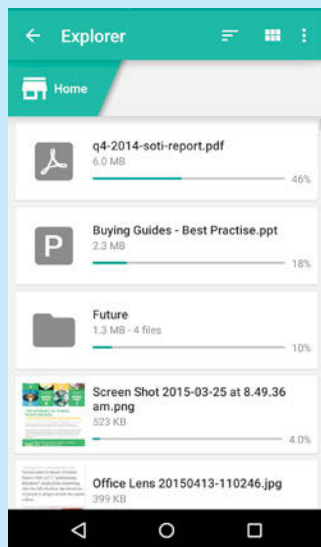 Explorer
Home
q4-2014-soti-report.pdf
6.0 MB
46%
Buying Guides - Best Practise.ppt
P
2.3 MB
18%
Future
1.3 MB - 4 files
10%
Screen Shot 2015-03-25 at 8.49.36
am.png
523 KB
4.0%
Office Lens 20150413-110246.jpg
399 KB